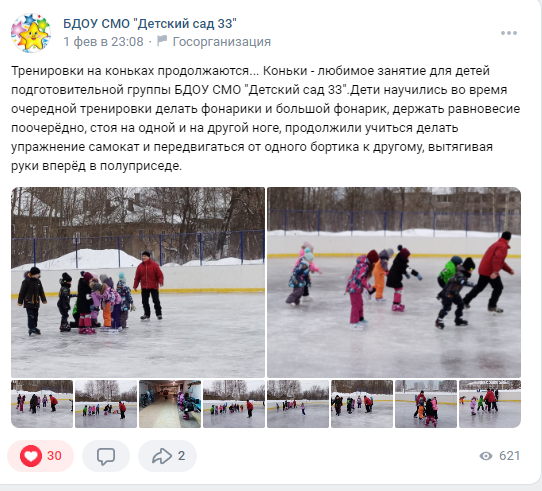 БДОУ СМО "Детский сад 33"
1 фев в 23:08 · Госорганизация
Тренировки на коньках продолжаются... Коньки - любимое занятие для детей
подготовительной группы БДОУ СМО "Детский сад 33".Дети научились во время
очередной тренировки делать фонарики и большой фонарик, держать равновесие
поочерёдно, стоя на одной и на другой ноге, продолжили учиться делать
упражнение самокат и передвигаться от одного бортика к другому, вытягивая
руки вперёд в полуприседе.
30
2
621